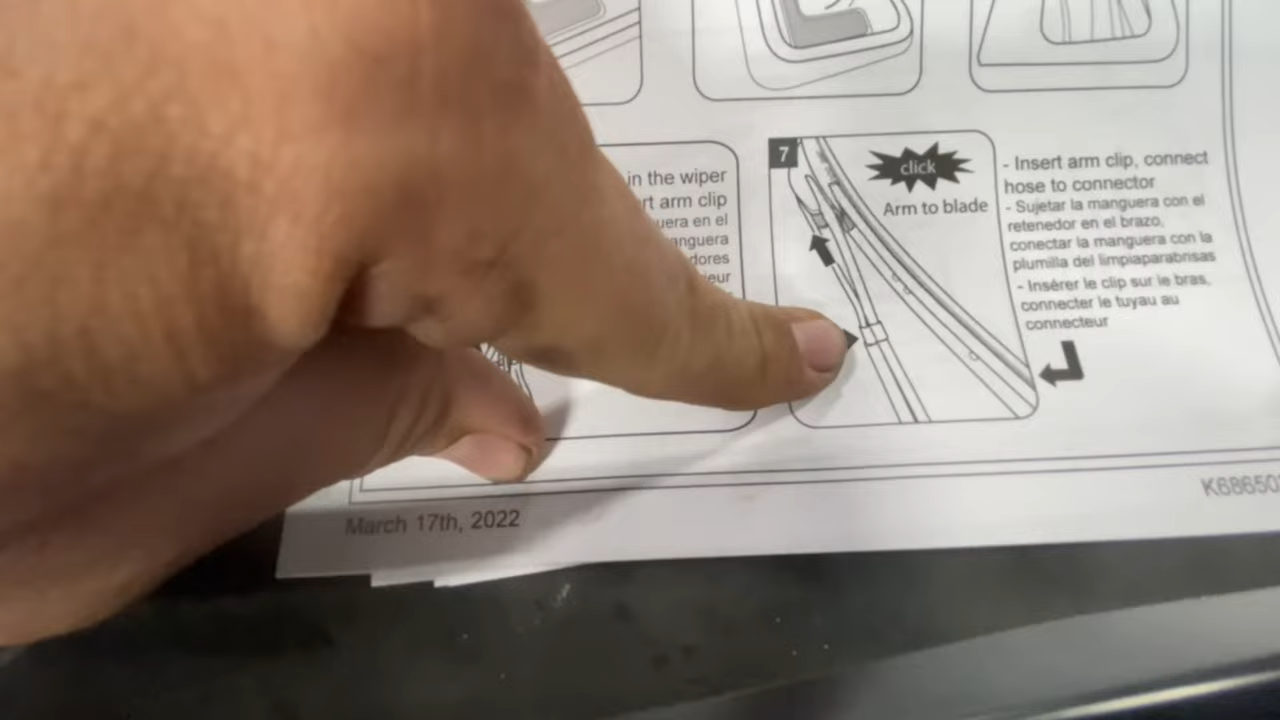 in the wiper
arm clip
en el
7
click
Arm to blade
- Insert arm clip, connect
hose to connector
- Sujetar la manguera con el
retenedor en el brazo,
conectar la manguera con la
plumilla del limpiaparabrisas
- Insérer le clip sur le bras,
connecter le tuyau au
connecteur
March 17th, 2022